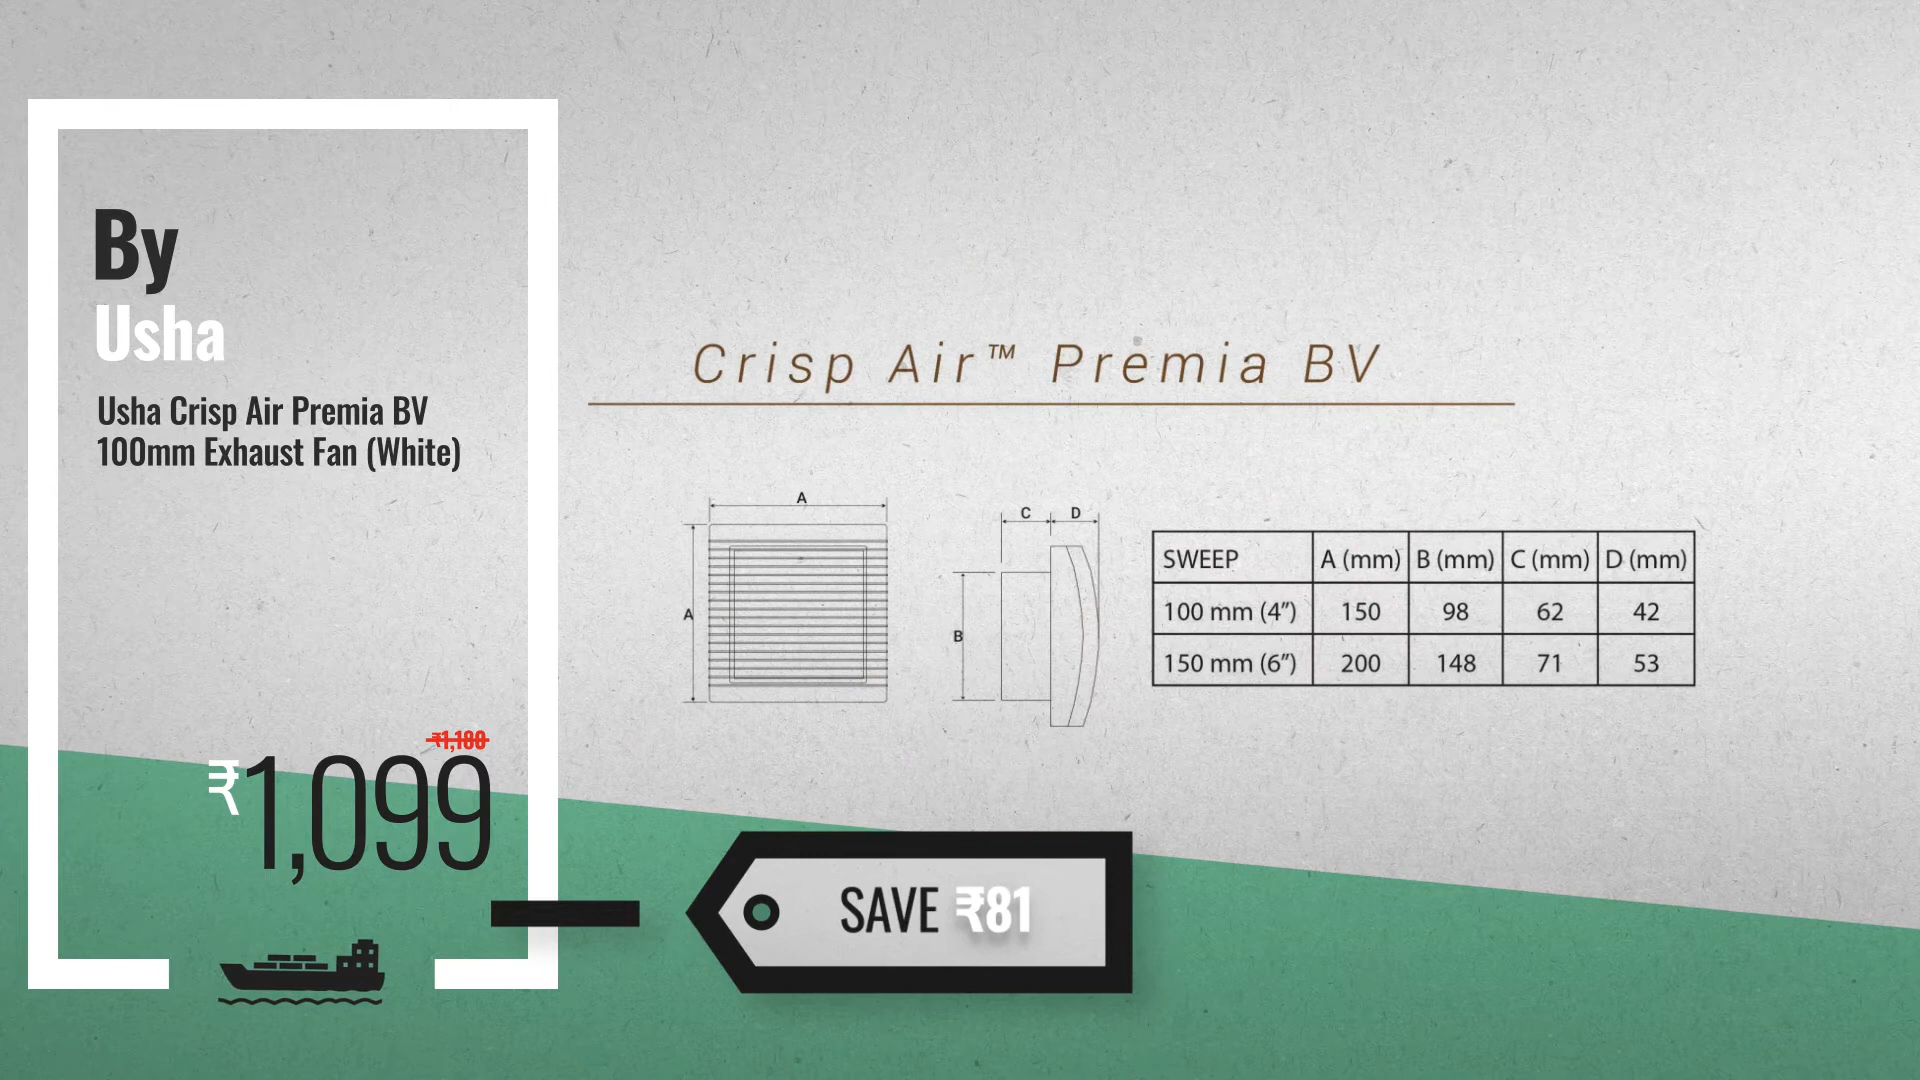 By
Usha
Usha Crisp Air Premia BV
100mm Exhaust Fan (White)
₹1,099
SAVE ₹81
Crisp Air™ Premia BV
A
A
C D
B
SWEEP A (mm) B (mm) C (mm) D (mm)
100 mm (4”) 150 98 62 42
150 mm (6”) 200 148 71 53